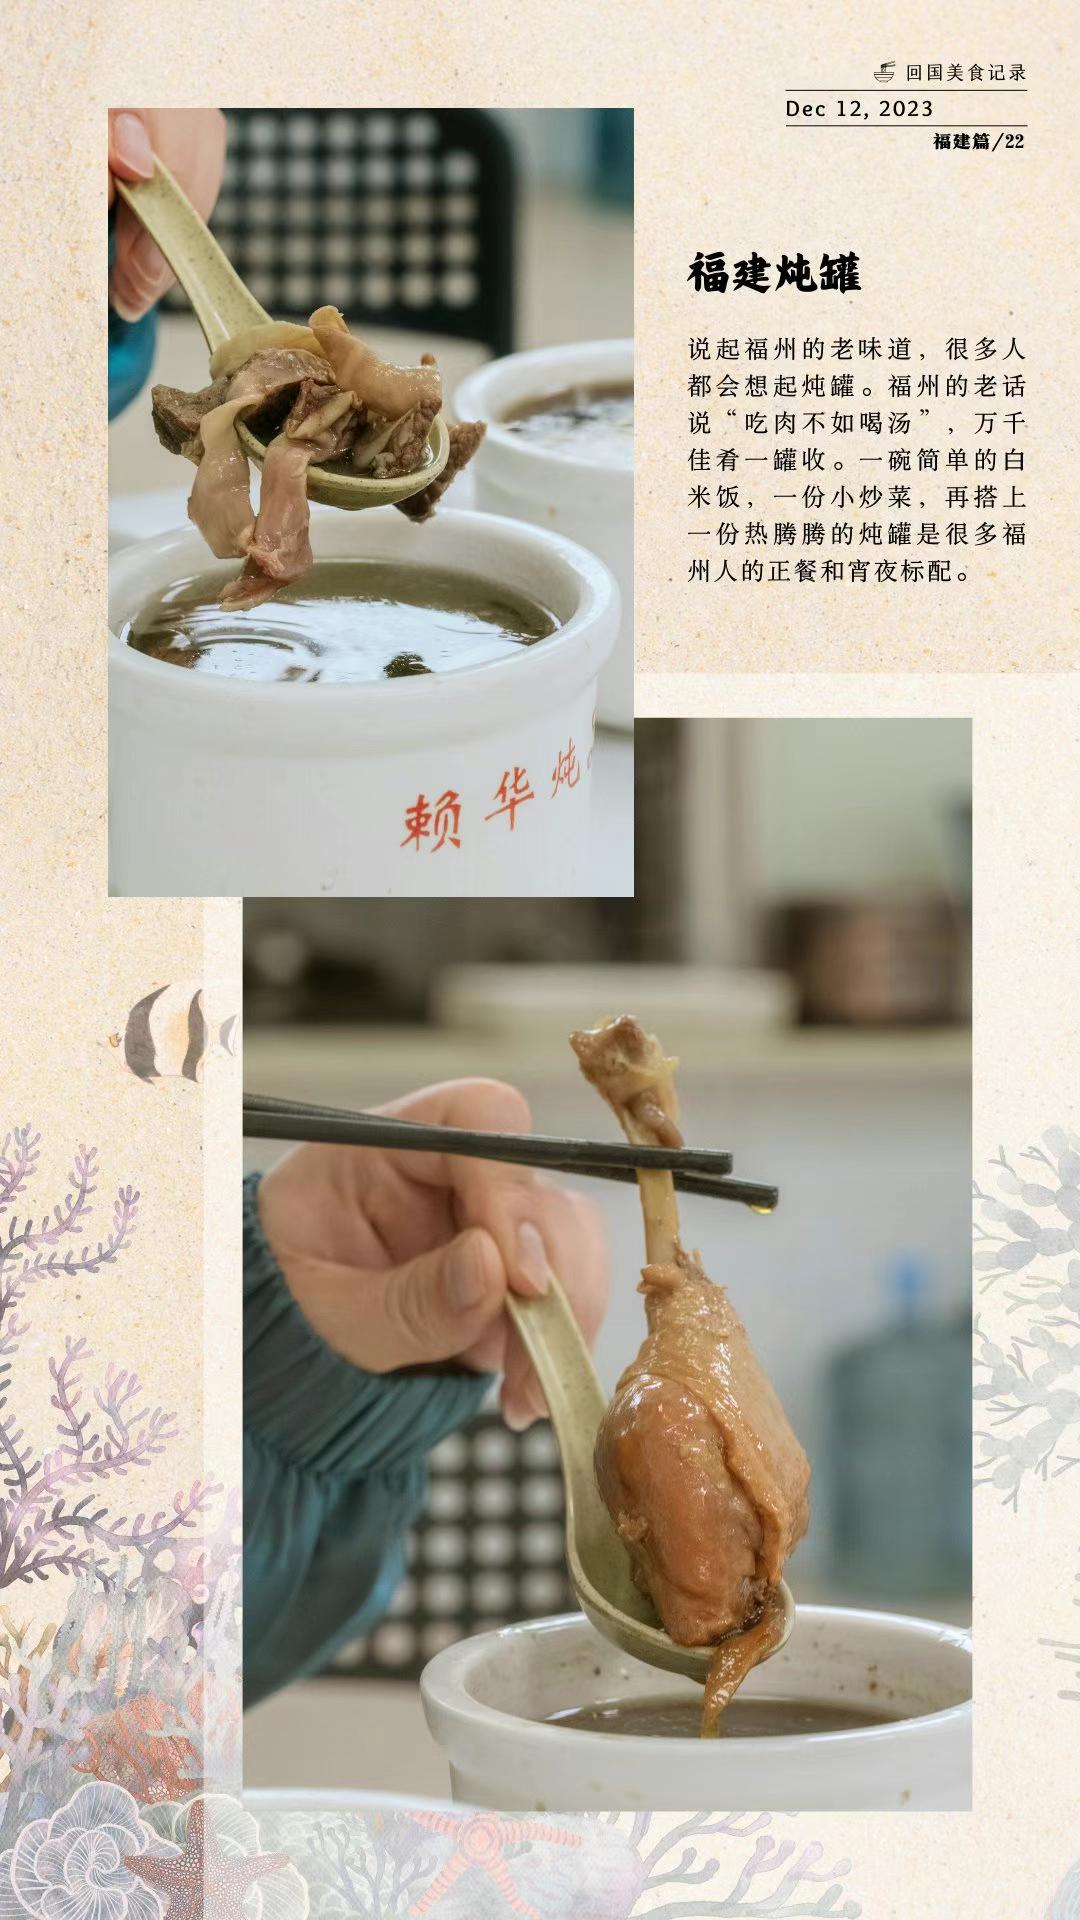 回国美食记录
Dec 12, 2023
福建篇/22
福建炖罐
说起福州的老味道，很多人
都会想起炖罐。福州的老话
说“吃肉不如喝汤”，万千
佳肴一罐收。一碗简单的白
米饭，一份小炒菜，再搭上
一份热腾腾的炖罐是很多福
州人的正餐和宵夜标配。
赖华炖